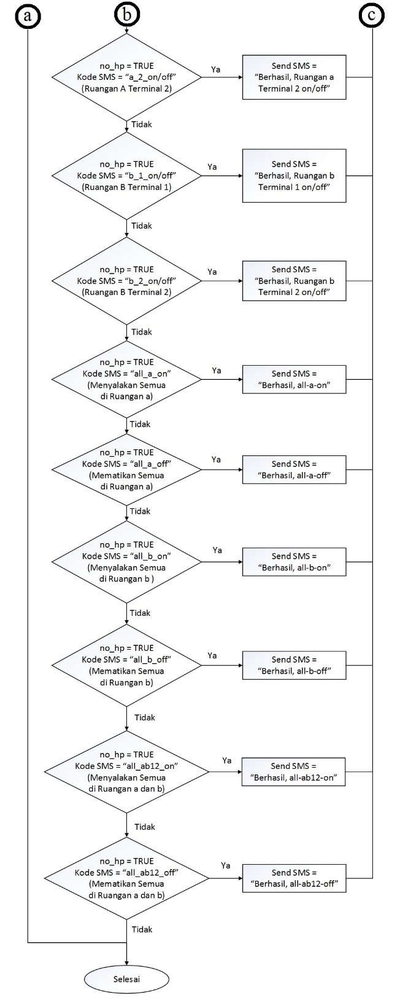 a
b
c
no_hp = TRUE
Kode SMS = “a_2_on/off”
(Ruangan A Terminal 2)
Ya
Send SMS =
“Berhasil, Ruangan a
Terminal 2 on/off”
Tidak
no_hp = TRUE
Kode SMS = “b_1_on/off”
(Ruangan B Terminal 1)
Ya
Send SMS =
“Berhasil, Ruangan b
Terminal 1 on/off”
Tidak
no_hp = TRUE
Kode SMS = “b_2_on/off”
(Ruangan B Terminal 2)
Ya
Send SMS =
“Berhasil, Ruangan b
Terminal 2 on/off”
Tidak
no_hp = TRUE
Kode SMS = “all_a_on”
(Menyalakan Semua
di Ruangan a)
Ya
Send SMS =
“Berhasil, all-a-on”
Tidak
no_hp = TRUE
Kode SMS = “all_a_off”
(Mematikan Semua
di Ruangan a)
Ya
Send SMS =
“Berhasil, all-a-off”
Tidak
no_hp = TRUE
Kode SMS = “all_b_on”
(Menyalakan Semua
di Ruangan b )
Ya
Send SMS =
“Berhasil, all-b-on”
Tidak
no_hp = TRUE
Kode SMS = “all_b_off”
(Mematikan Semua
di Ruangan b)
Ya
Send SMS =
“Berhasil, all-b-off”
Tidak
no_hp = TRUE
Kode SMS = “all_ab12_on”
(Menyalakan Semua
di Ruangan a dan b)
Ya
Send SMS =
“Berhasil, all-ab12-on”
Tidak
no_hp = TRUE
Kode SMS = “all_ab12_off”
(Mematikan Semua
di Ruangan a dan b)
Ya
Send SMS =
“Berhasil, all-ab12-off”
Tidak
Selesai